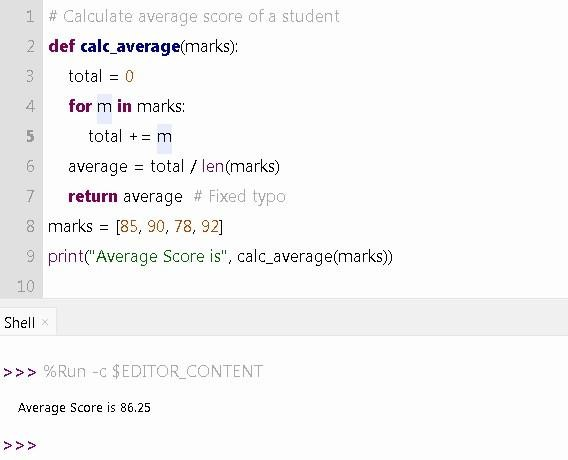 1 # Calculate average score of a student
2 def calc_average(marks):
3 total = 0
4 for m in marks:
5 total += m
6 average = total / len(marks)
7 return average # Fixed typo
8 marks = [85, 90, 78, 92]
9 print("Average Score is", calc_average(marks))
10
Shell ×
>>> %Run -c $EDITOR_CONTENT
Average Score is 86.25
>>>